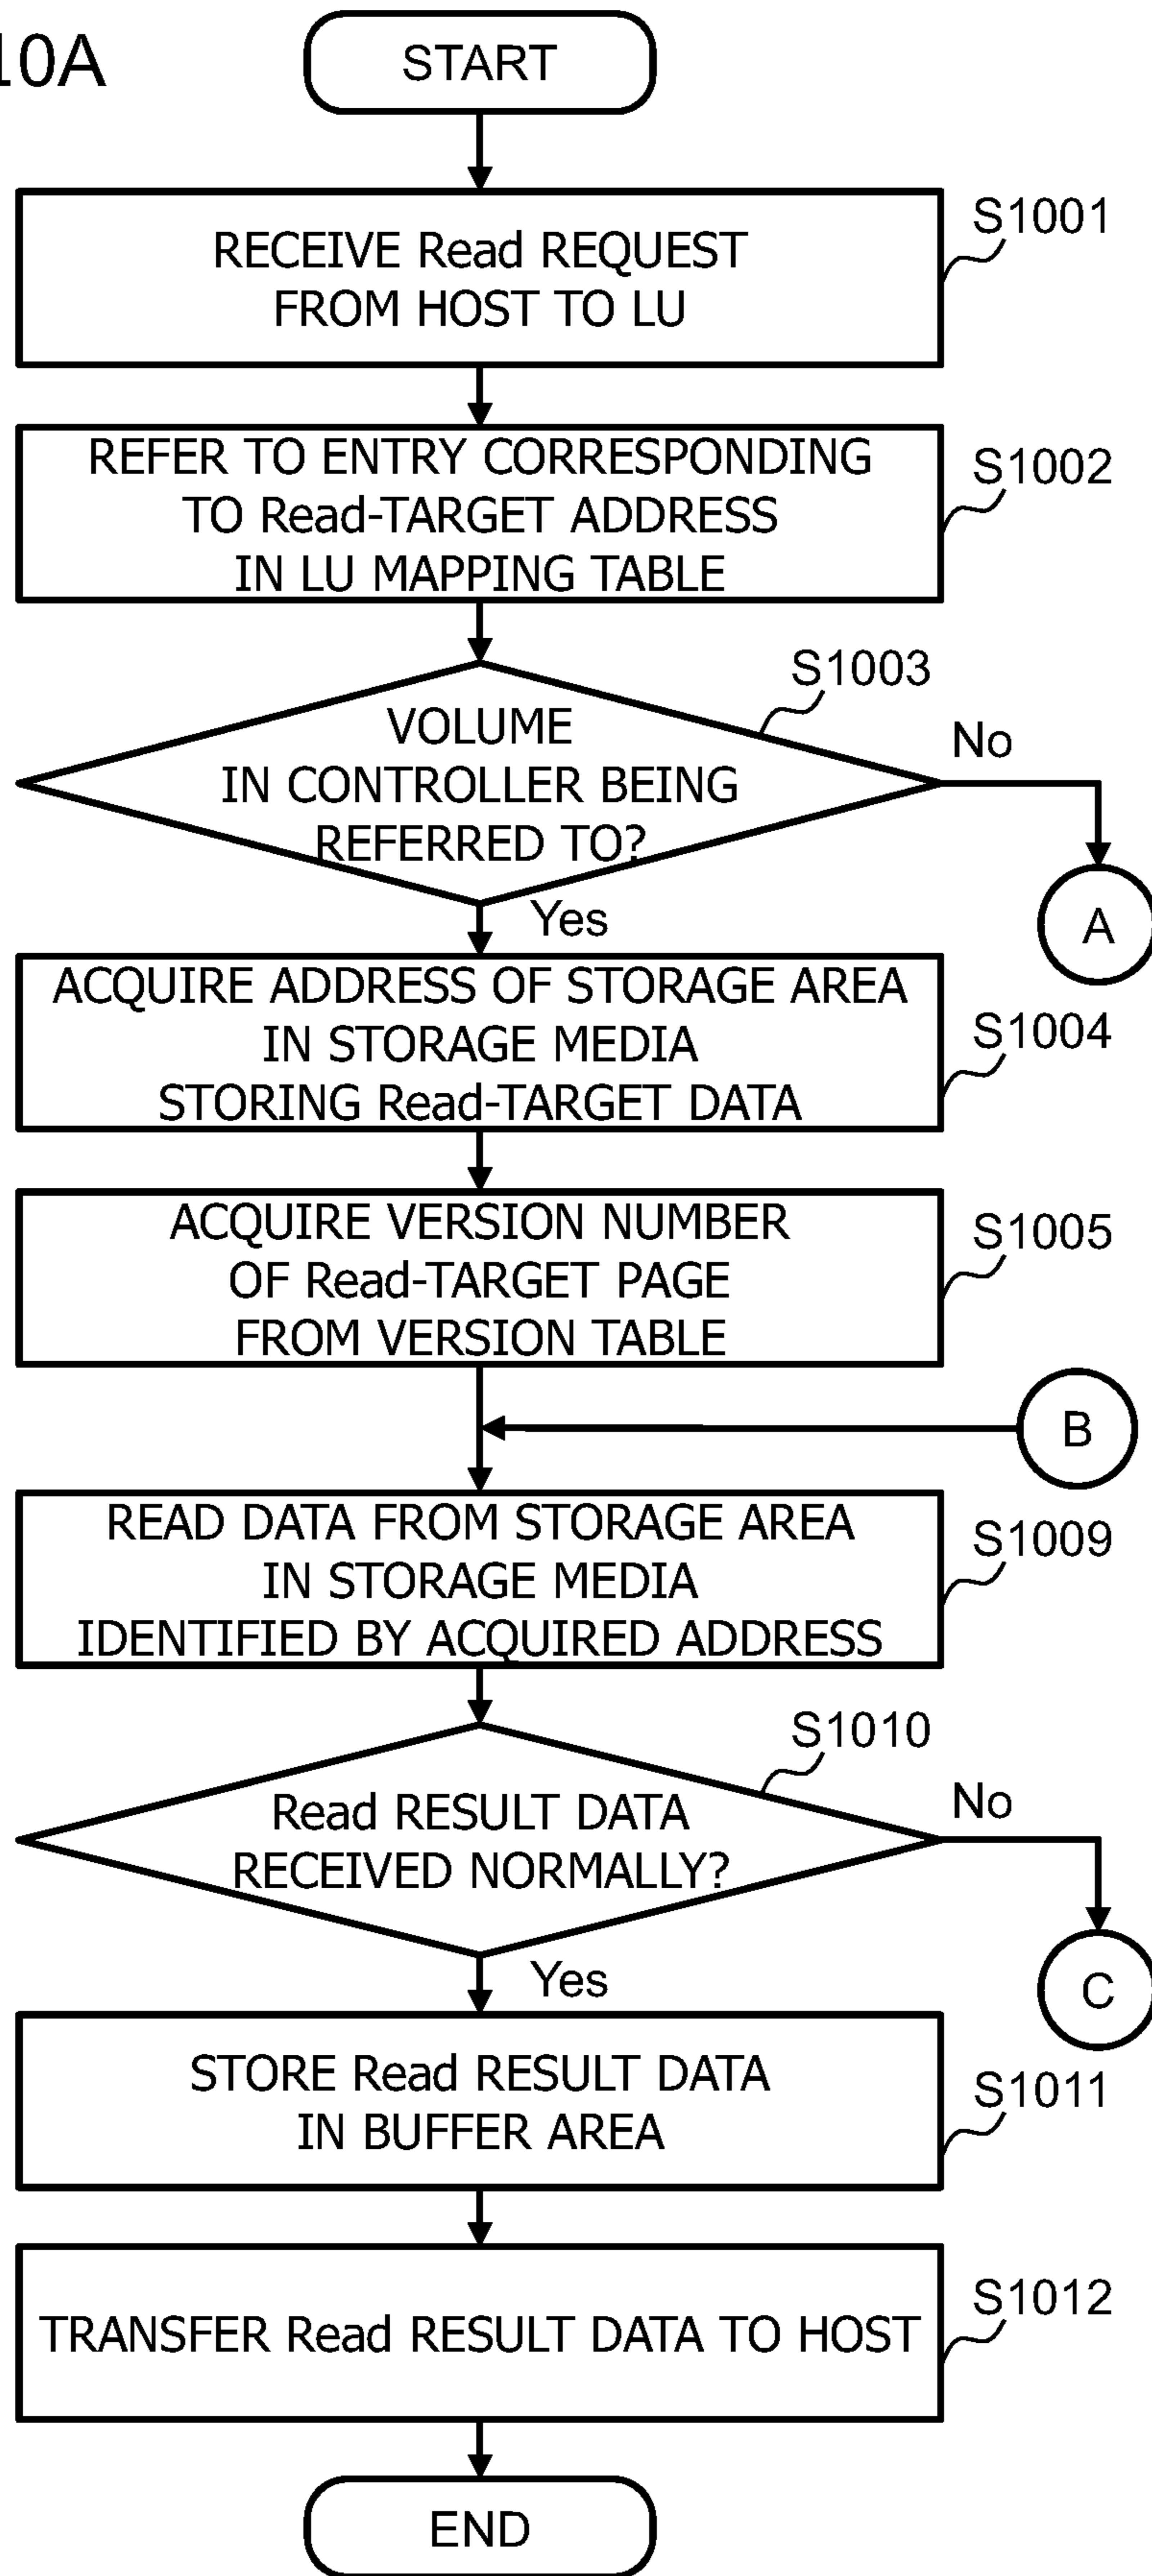 10A
START
RECEIVE Read REQUEST
FROM HOST TO LU
S1001
REFER TO ENTRY CORRESPONDING
TO Read-TARGET ADDRESS
IN LU MAPPING TABLE
S1002
S1003
VOLUME
IN CONTROLLER BEING
REFERRED TO?
No
A
Yes
ACQUIRE ADDRESS OF STORAGE AREA
IN STORAGE MEDIA
STORING Read-TARGET DATA
S1004
ACQUIRE VERSION NUMBER
OF Read-TARGET PAGE
FROM VERSION TABLE
S1005
B
READ DATA FROM STORAGE AREA
IN STORAGE MEDIA
IDENTIFIED BY ACQUIRED ADDRESS
S1009
S1010
Read RESULT DATA
RECEIVED NORMALLY?
No
C
Yes
STORE Read RESULT DATA
IN BUFFER AREA
S1011
TRANSFER Read RESULT DATA TO HOST
S1012
END